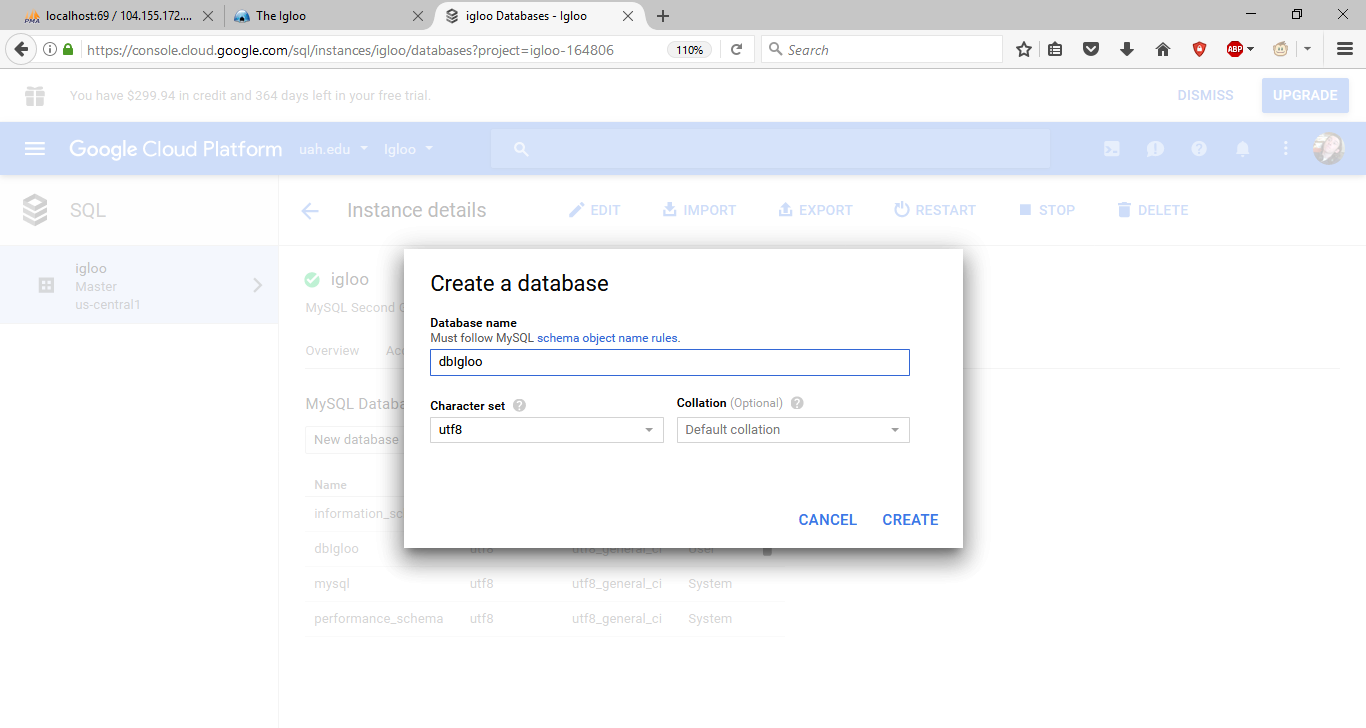 localhost:69 / 104.155.172....
The Igloo
igloo Databases - Igloo
https://console.cloud.google.com/sql/instances/igloo/databases?project=igloo-164806
110%
Search
ABP
You have $299.94 in credit and 364 days left in your free trial.
DISMISS
UPGRADE
Google Cloud Platform
uah.edu
Igloo
SQL
Instance details
EDIT
IMPORT
EXPORT
RESTART
STOP
DELETE
igloo
Master
us-central1
igloo
MySQL Second
Overview
MySQL Databa
New database
Name
information_sc
dbIgloo utf8 utf8_general_ci User
mysql utf8 utf8_general_ci System
performance_schema utf8 utf8_general_ci System
Create a database
Database name
Must follow MySQL schema object name rules.
dbIgloo
Character set
Collation (Optional)
utf8
Default collation
CANCEL
CREATE